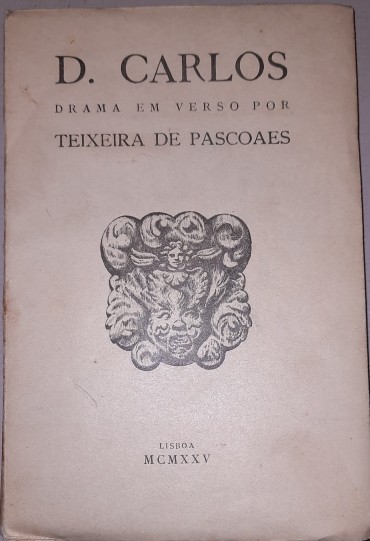 D. CARLOS
DRAMA EM VERSO POR
TEIXEIRA DE PASCOAES
LISBOA
MCMXXV